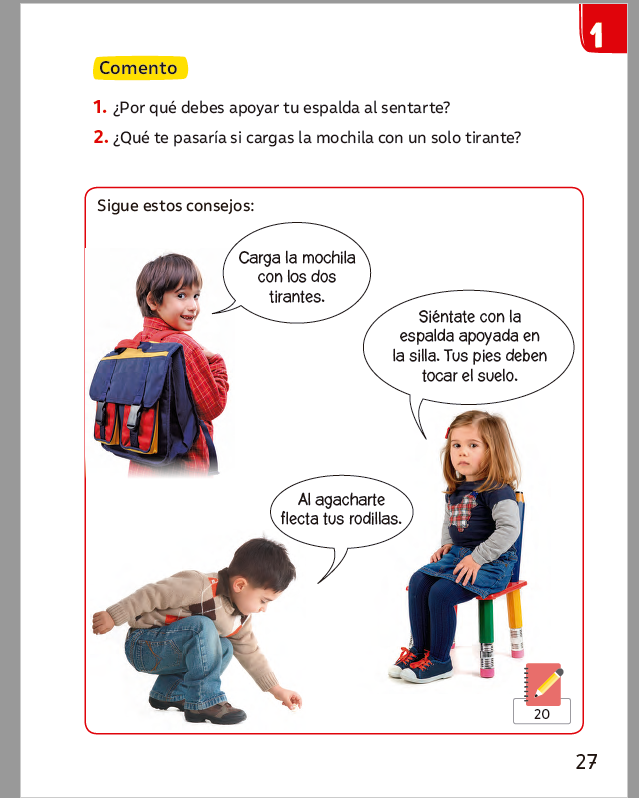 1
Comento
1. ¿Por qué debes apoyar tu espalda al sentarte?
2. ¿Qué te pasaría si cargas la mochila con un solo tirante?
Sigue estos consejos:
Carga la mochila
con los dos
tirantes.
Siéntate con la
espalda apoyada en
la silla. Tus pies deben
tocar el suelo.
Al agacharte
flecta tus rodillas.
20
27